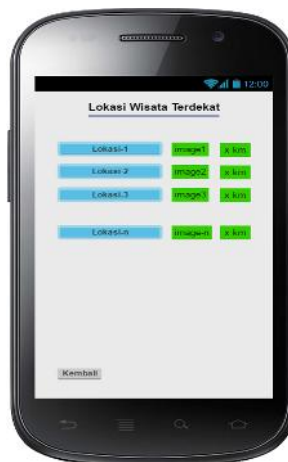 12:00
Lokasi Wisata Terdekat
Lokasi-1 image1 x km
Lokasi-2 image2 x km
Lokasi-3 image3 x km
Lokasi-n image-n x km
Kembali